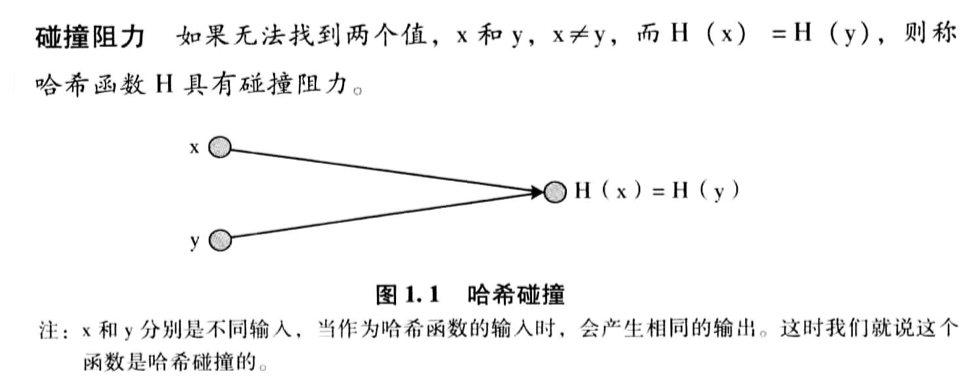 碰撞阻力 如果无法找到两个值，x 和 y，x≠y，而 H（x）=H（y），则称
哈希函数 H 具有碰撞阻力。
x
H（x）=H（y）
y
图 1.1 哈希碰撞
注：x 和 y 分别是不同输入，当作为哈希函数的输入时，会产生相同的输出。这时我们就说这个
函数是哈希碰撞的。